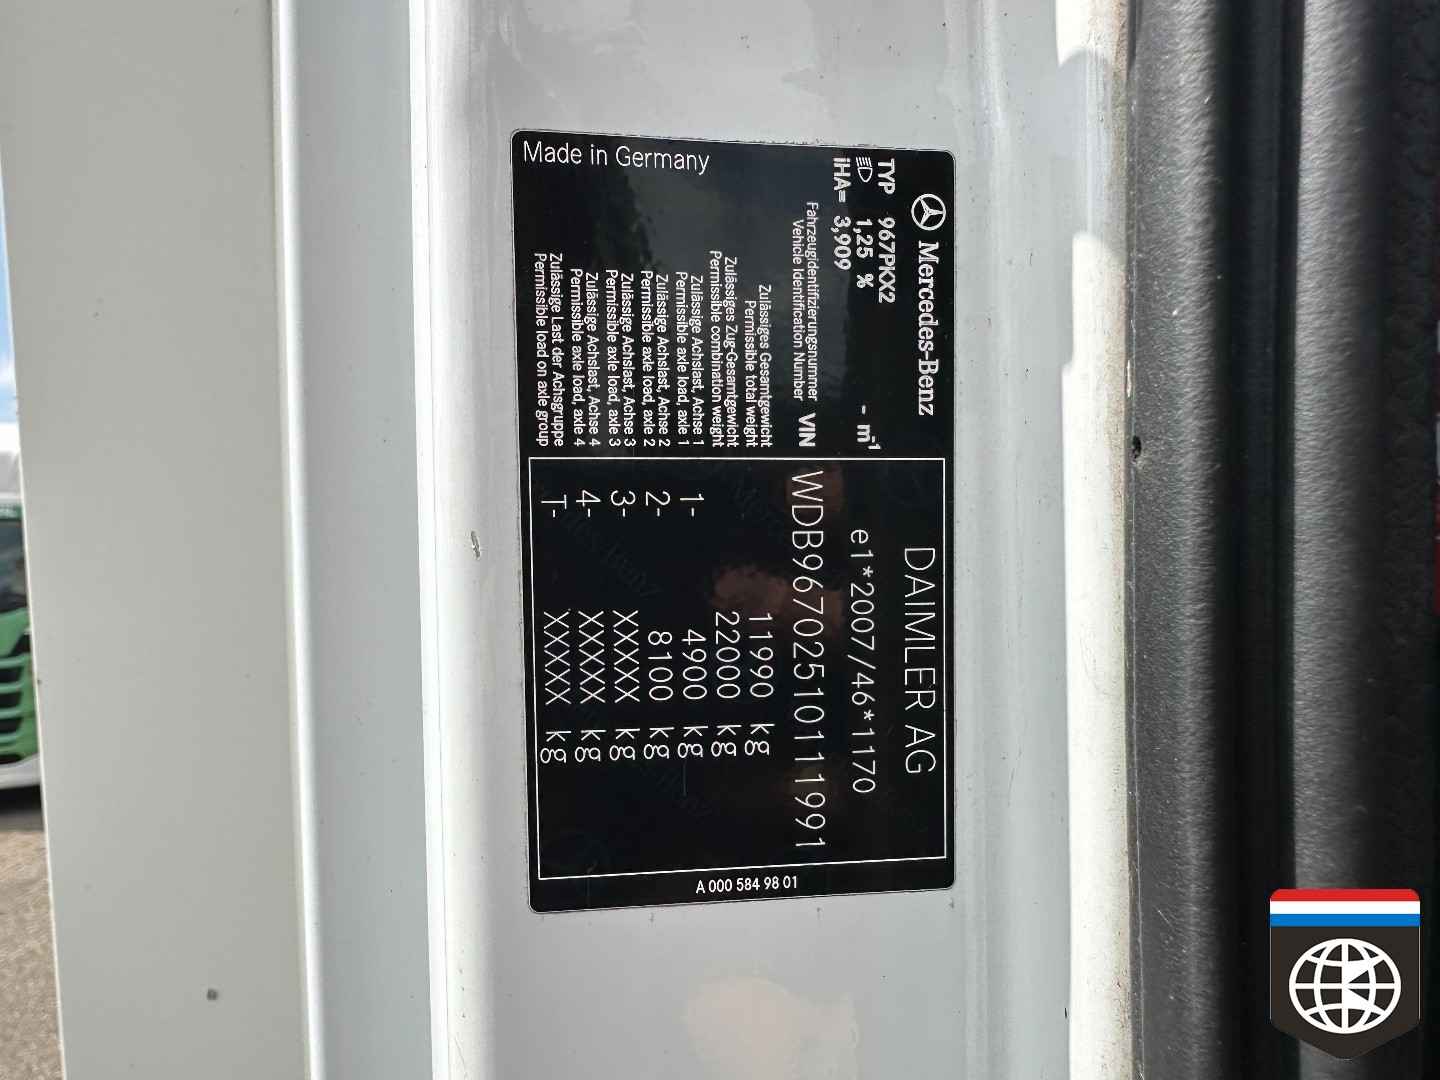 Mercedes-Benz
TYP 967PKX2
1,25 % - m⁻¹
iHA= 3,909
DAIMLER AG
e1*2007/46*1170
Fahrzeugidentifizierungsnummer
Vehicle Identification Number VIN WDB9670251011991
Zulässiges Gesamtgewicht
Permissible total weight 11990 kg
Zulässiges Zug-Gesamtgewicht
Permissible combination weight 22000 kg
Zulässige Achslast, Achse 1
Permissible axle load, axle 1 1- 4900 kg
Zulässige Achslast, Achse 2
Permissible axle load, axle 2 2- 8100 kg
Zulässige Achslast, Achse 3
Permissible axle load, axle 3 3- XXXXX kg
Zulässige Achslast, Achse 4
Permissible axle load, axle 4 4- XXXXX kg
Zulässige Last der Achsgruppe
Permissible load on axle group T- XXXXX kg
Made in Germany
A 000 584 98 01